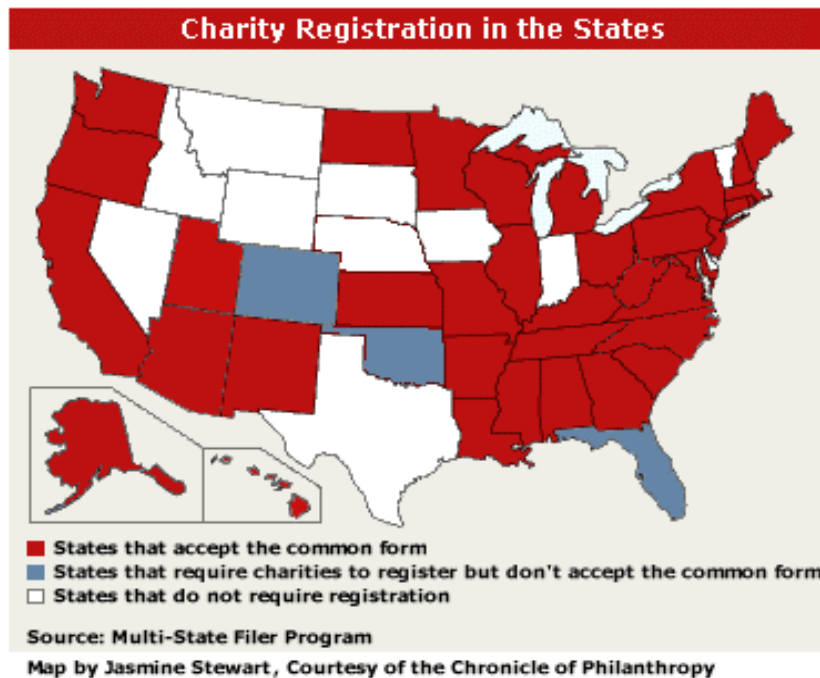 Charity Registration in the States
States that accept the common form
States that require charities to register but don't accept the common form
States that do not require registration
Source: Multi-State Filer Program
Map by Jasmine Stewart, Courtesy of the Chronicle of Philanthropy